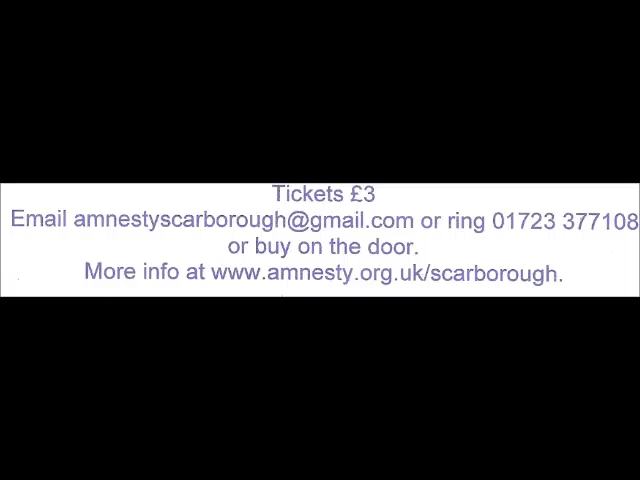 Tickets £3
Email amnestyscarborough@gmail.com or ring 01723 377108
or buy on the door.
More info at www.amnesty.org.uk/scarborough.